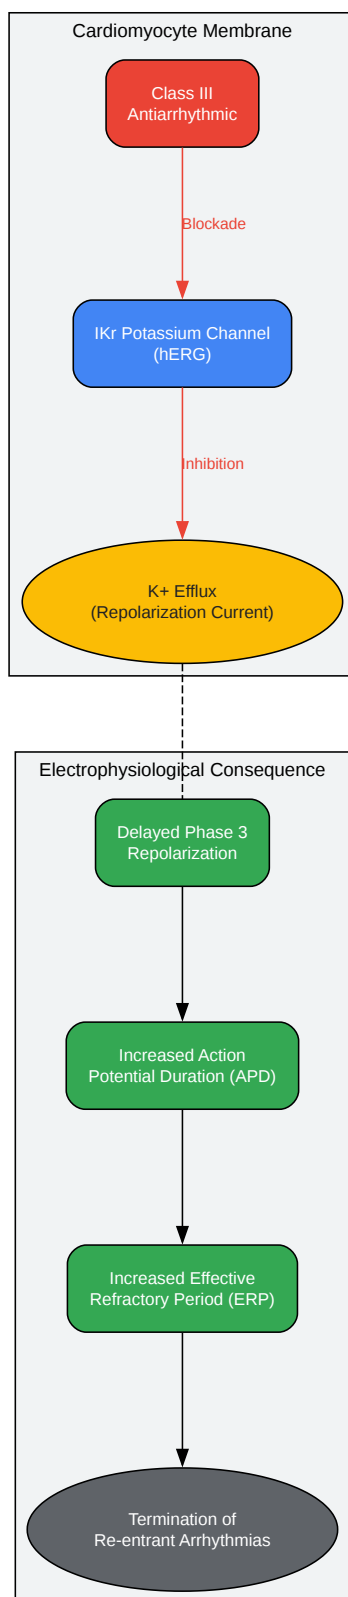 Cardiomyocyte Membrane
Class III
Antiarrhythmic
Blockade
IKr Potassium Channel
(hERG)
Inhibition
K+ Efflux
(Repolarization Current)
Electrophysiological Consequence
Delayed Phase 3
Repolarization
Increased Action
Potential Duration (APD)
Increased Effective
Refractory Period (ERP)
Termination of
Re-entrant Arrhythmias